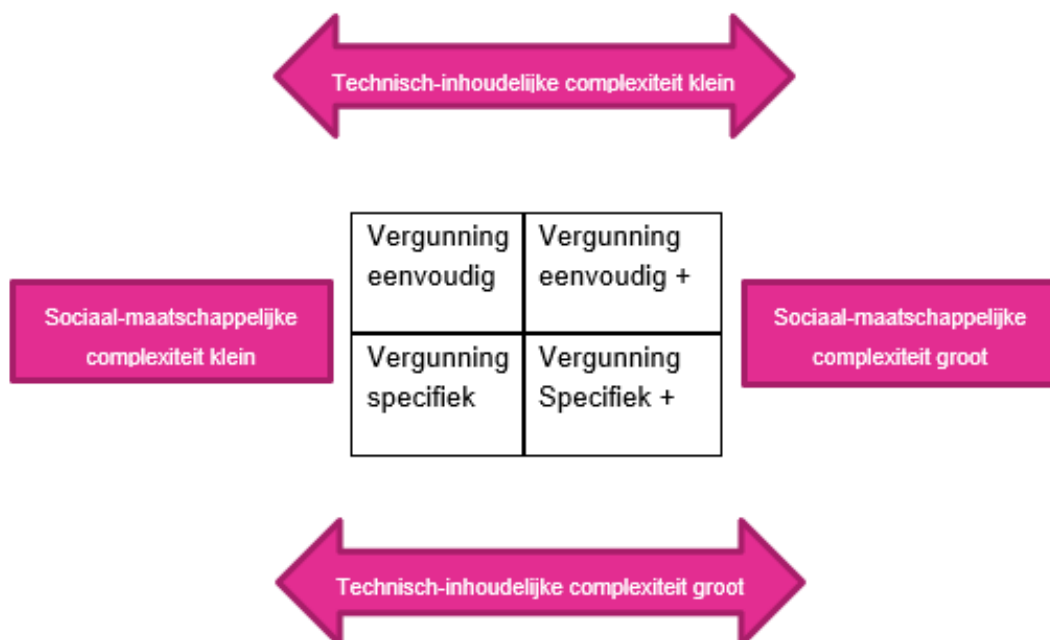 Technisch-inhoudelijke complexiteit klein
Vergunning
eenvoudig
Vergunning
eenvoudig +
Sociaal-maatschappelijke
complexiteit klein
Sociaal-maatschappelijke
complexiteit groot
Vergunning
specifiek
Vergunning
Specifiek +
Technisch-inhoudelijke complexiteit groot